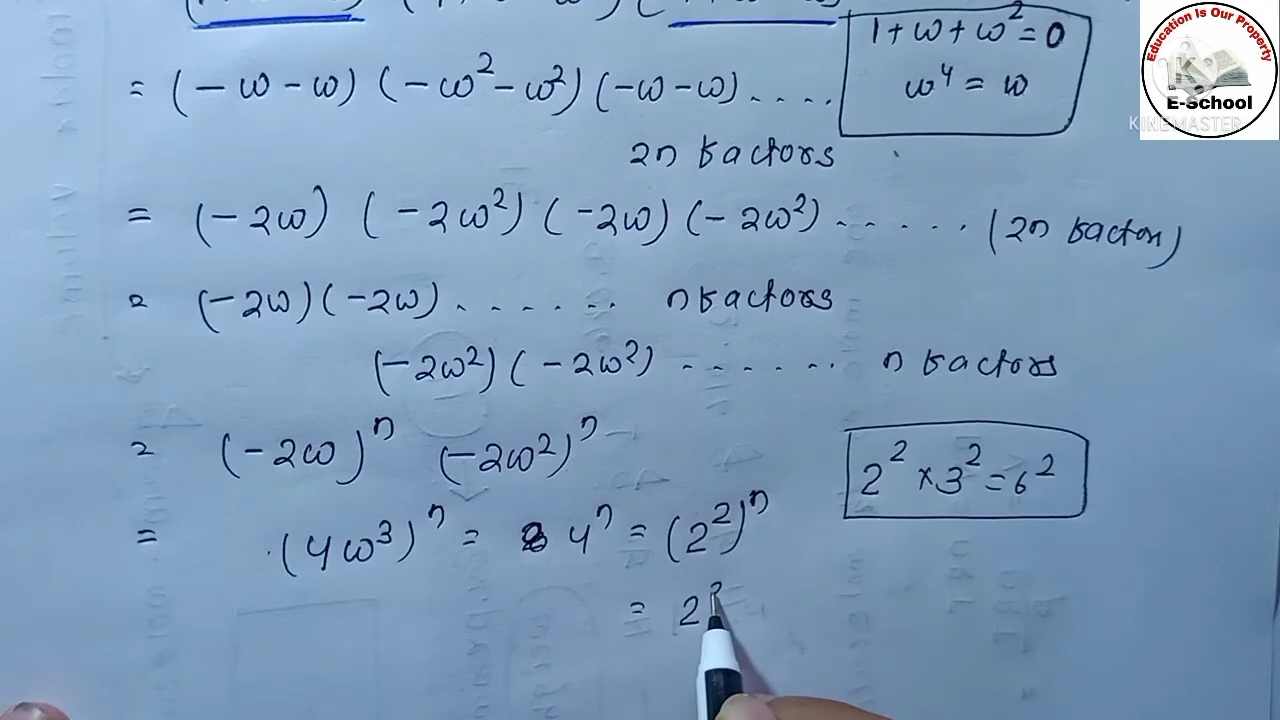 = (-ω-ω) (-ω²-ω²) (-ω-ω) ....
1+ω+ω²=0
ω⁴ = ω
2n factors
= (-2ω) (-2ω²) (-2ω) (-2ω²) ...... (2n factors)
= (-2ω)(-2ω) ....... n factors
(-2ω²)(-2ω²) ....... n factors
= (-2ω)ⁿ (-2ω²)ⁿ
2² × 3² = 6²
= (4ω³)ⁿ = 4ⁿ = (2²)ⁿ
= 2
Education Is Our Property
E-School
KINEMASTER